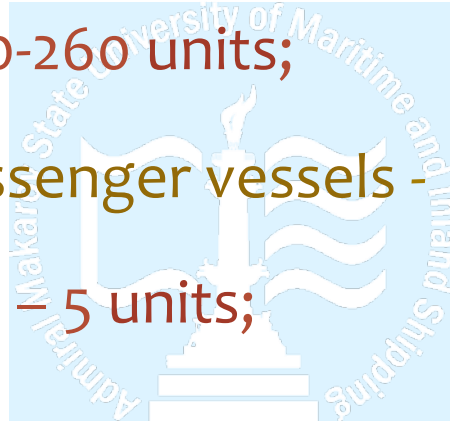 0-260 units;
ssenger vessels -
– 5 units;
Admiral Makarov State University of Maritime and Inland Shipping